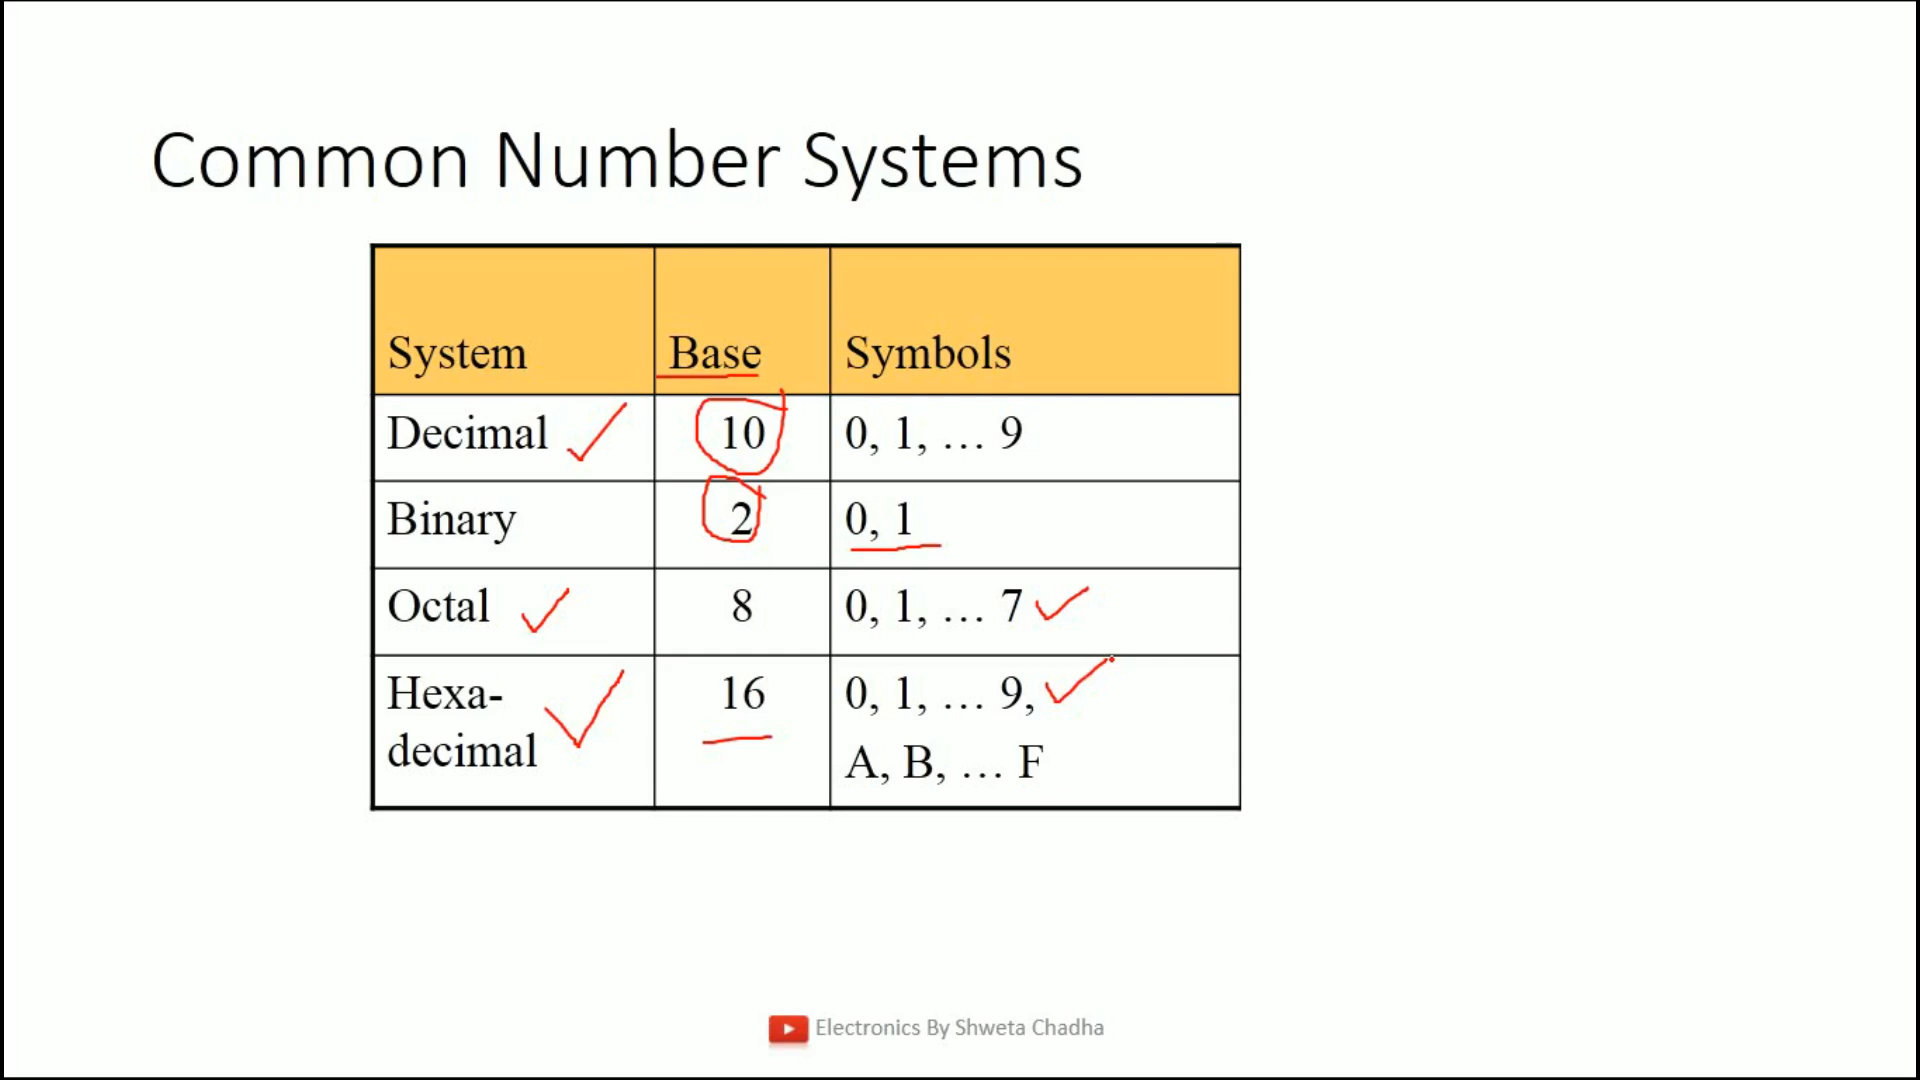 Common Number Systems
System Base Symbols
Decimal 10 0, 1, … 9
Binary 2 0, 1
Octal 8 0, 1, … 7
Hexa- 16 0, 1, … 9,
decimal A, B, … F
Electronics By Shweta Chadha